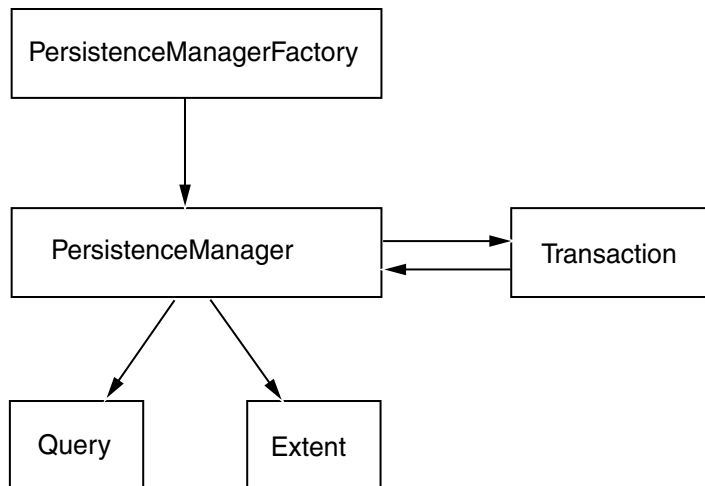 PersistenceManagerFactory
PersistenceManager
Transaction
Query
Extent